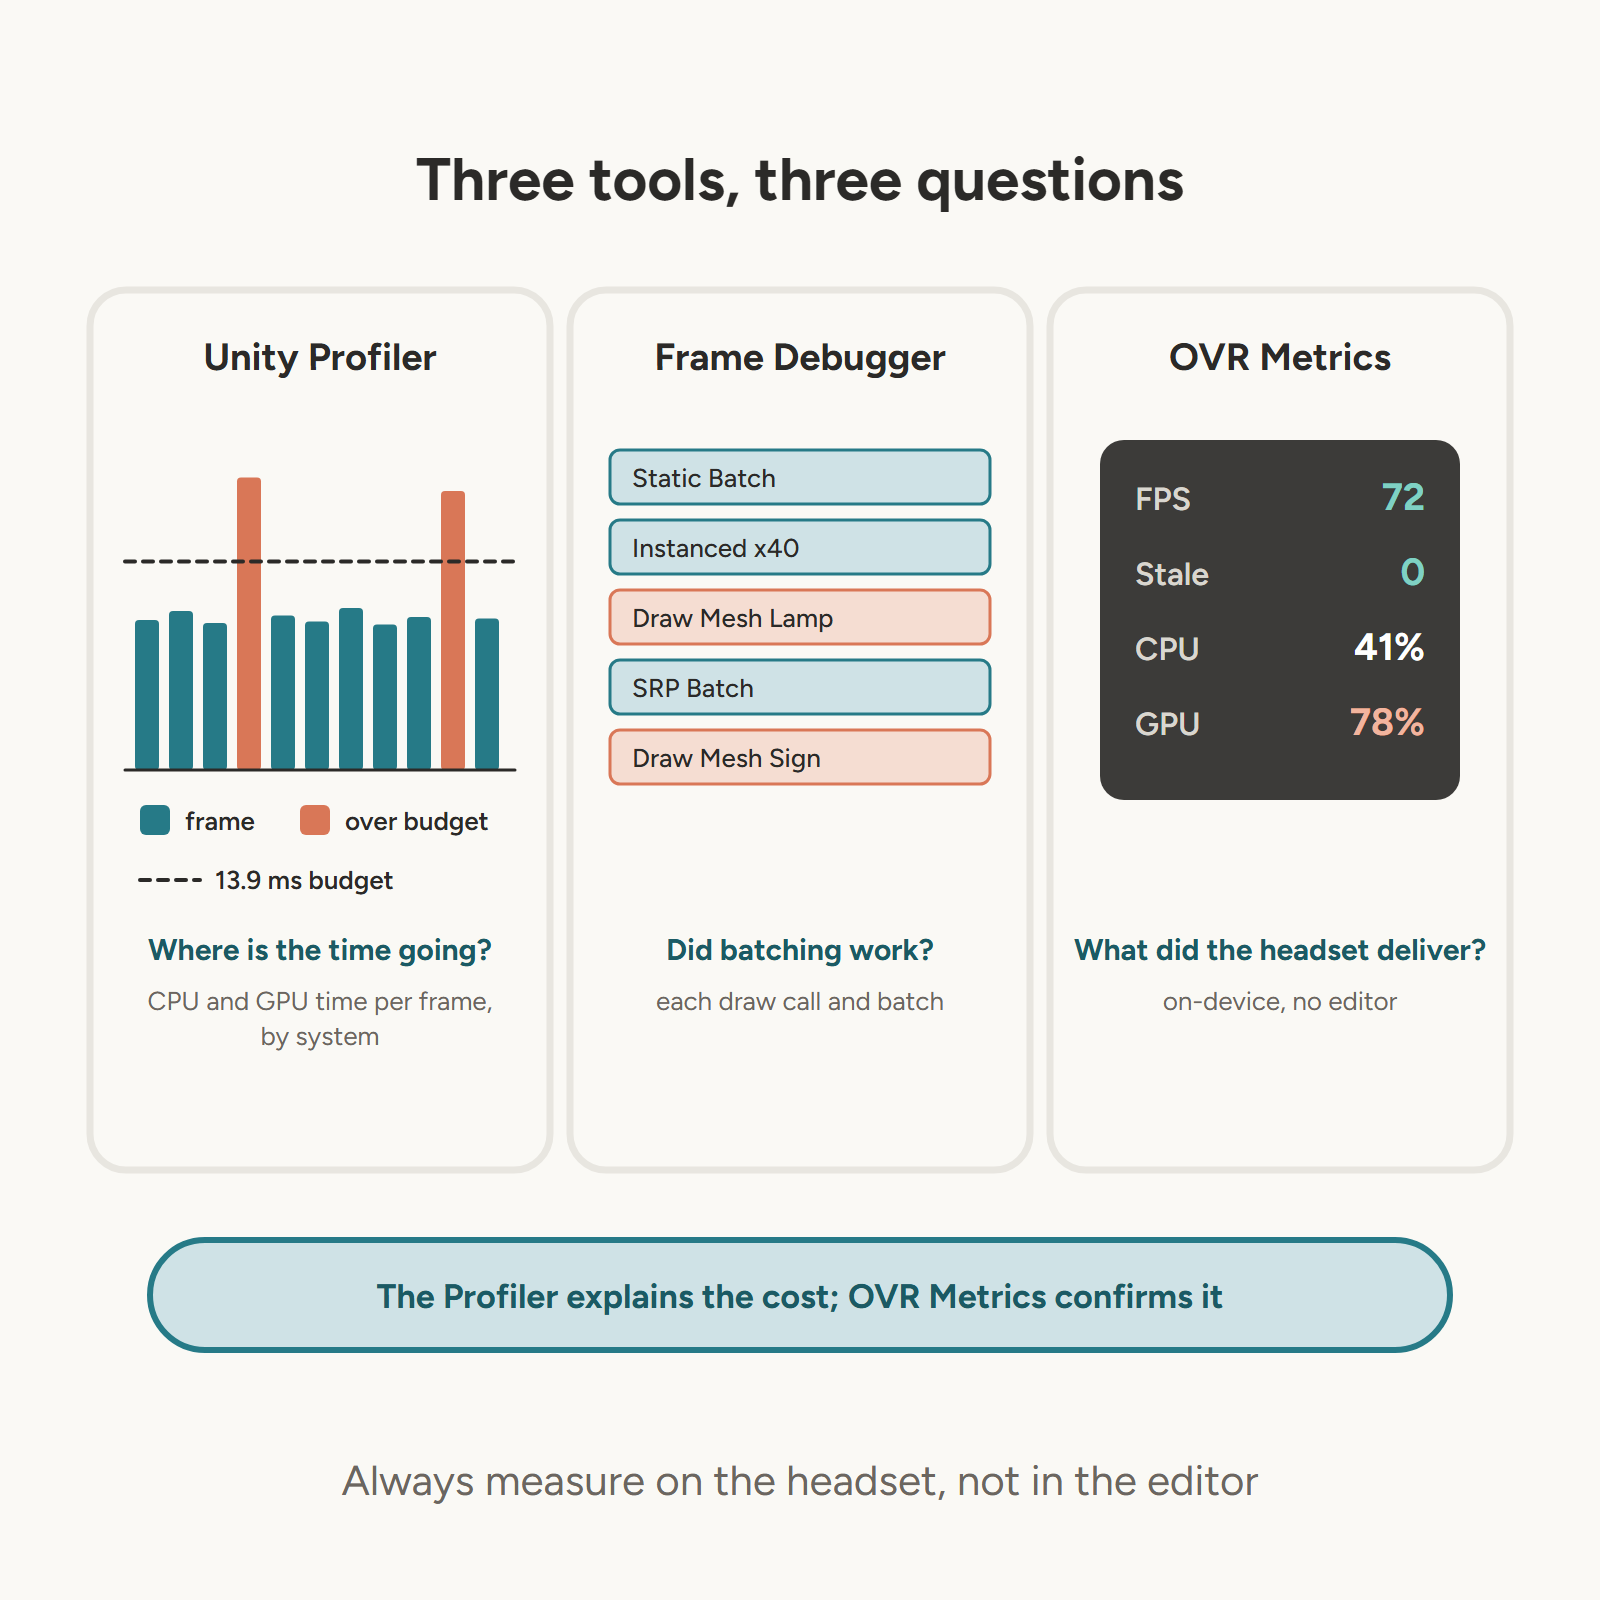 Three tools, three questions
Unity Profiler
frame
over budget
13.9 ms budget
Where is the time going?
CPU and GPU time per frame,
by system
Frame Debugger
Static Batch
Instanced x40
Draw Mesh Lamp
SRP Batch
Draw Mesh Sign
Did batching work?
each draw call and batch
OVR Metrics
FPS 72
Stale 0
CPU 41%
GPU 78%
What did the headset deliver?
on-device, no editor
The Profiler explains the cost; OVR Metrics confirms it
Always measure on the headset, not in the editor